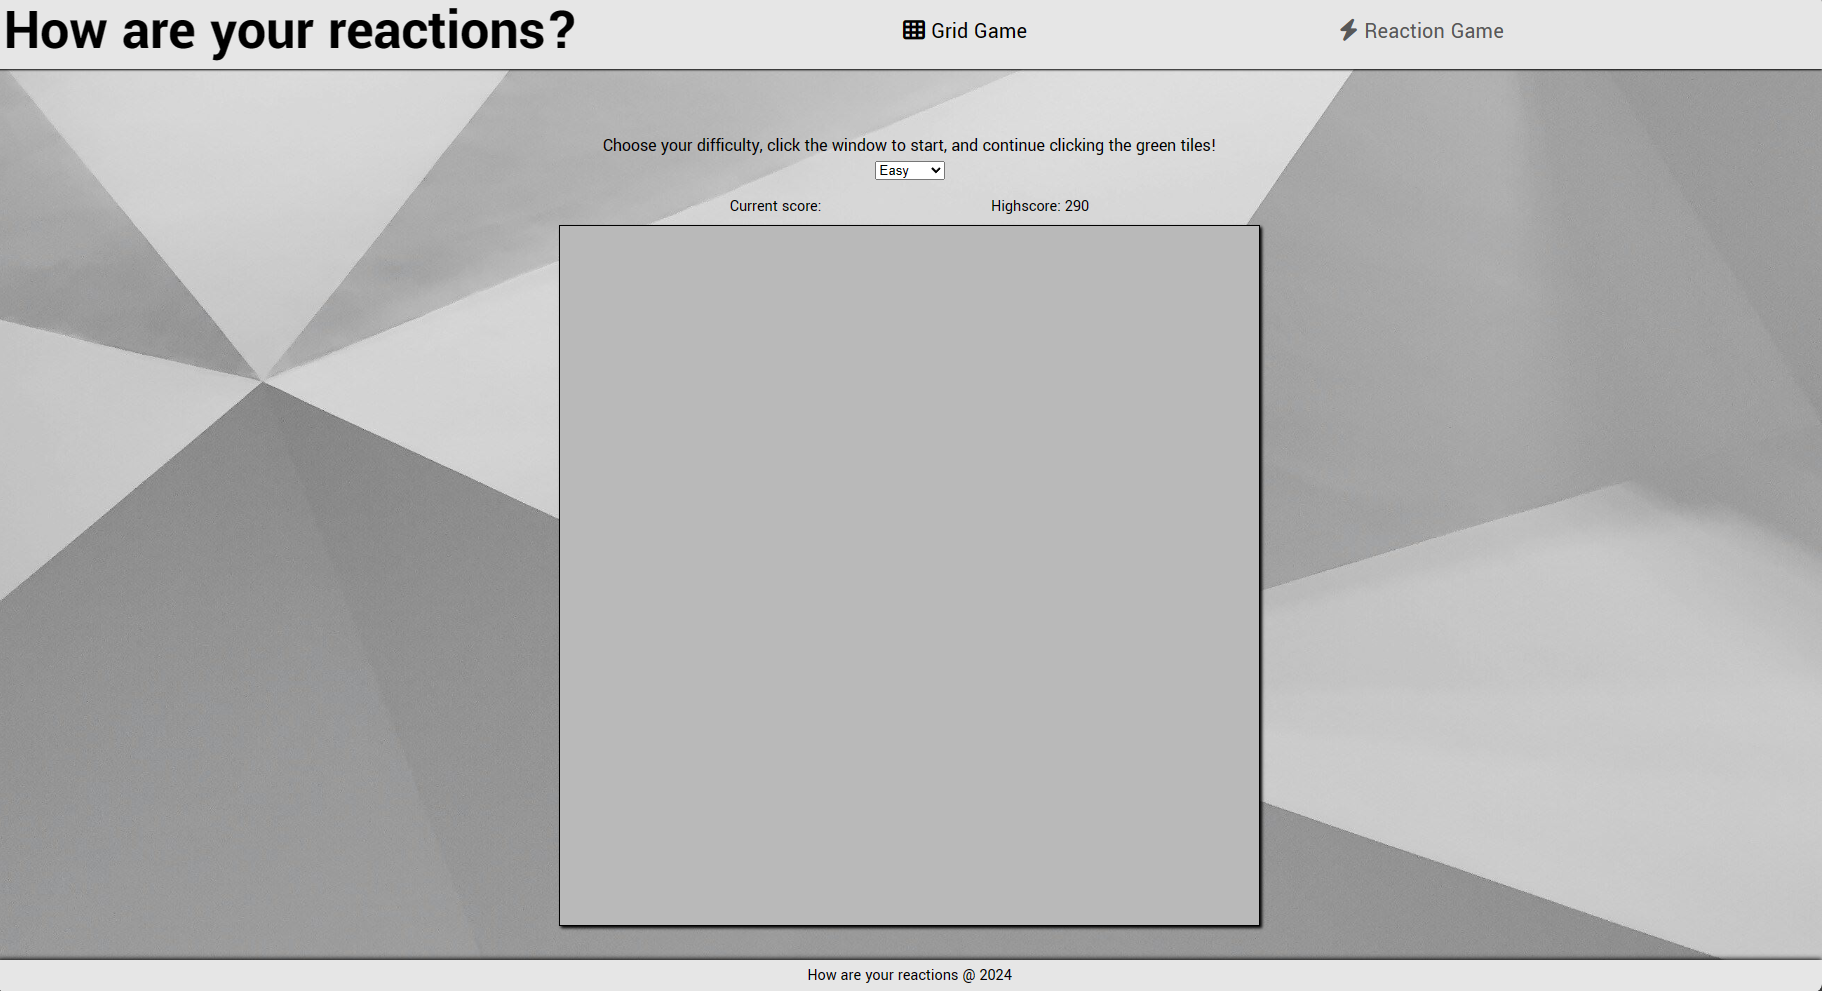 How are your reactions?
Grid Game
Reaction Game
Choose your difficulty, click the window to start, and continue clicking the green tiles!
Easy
Current score:
Highscore: 290
How are your reactions @ 2024